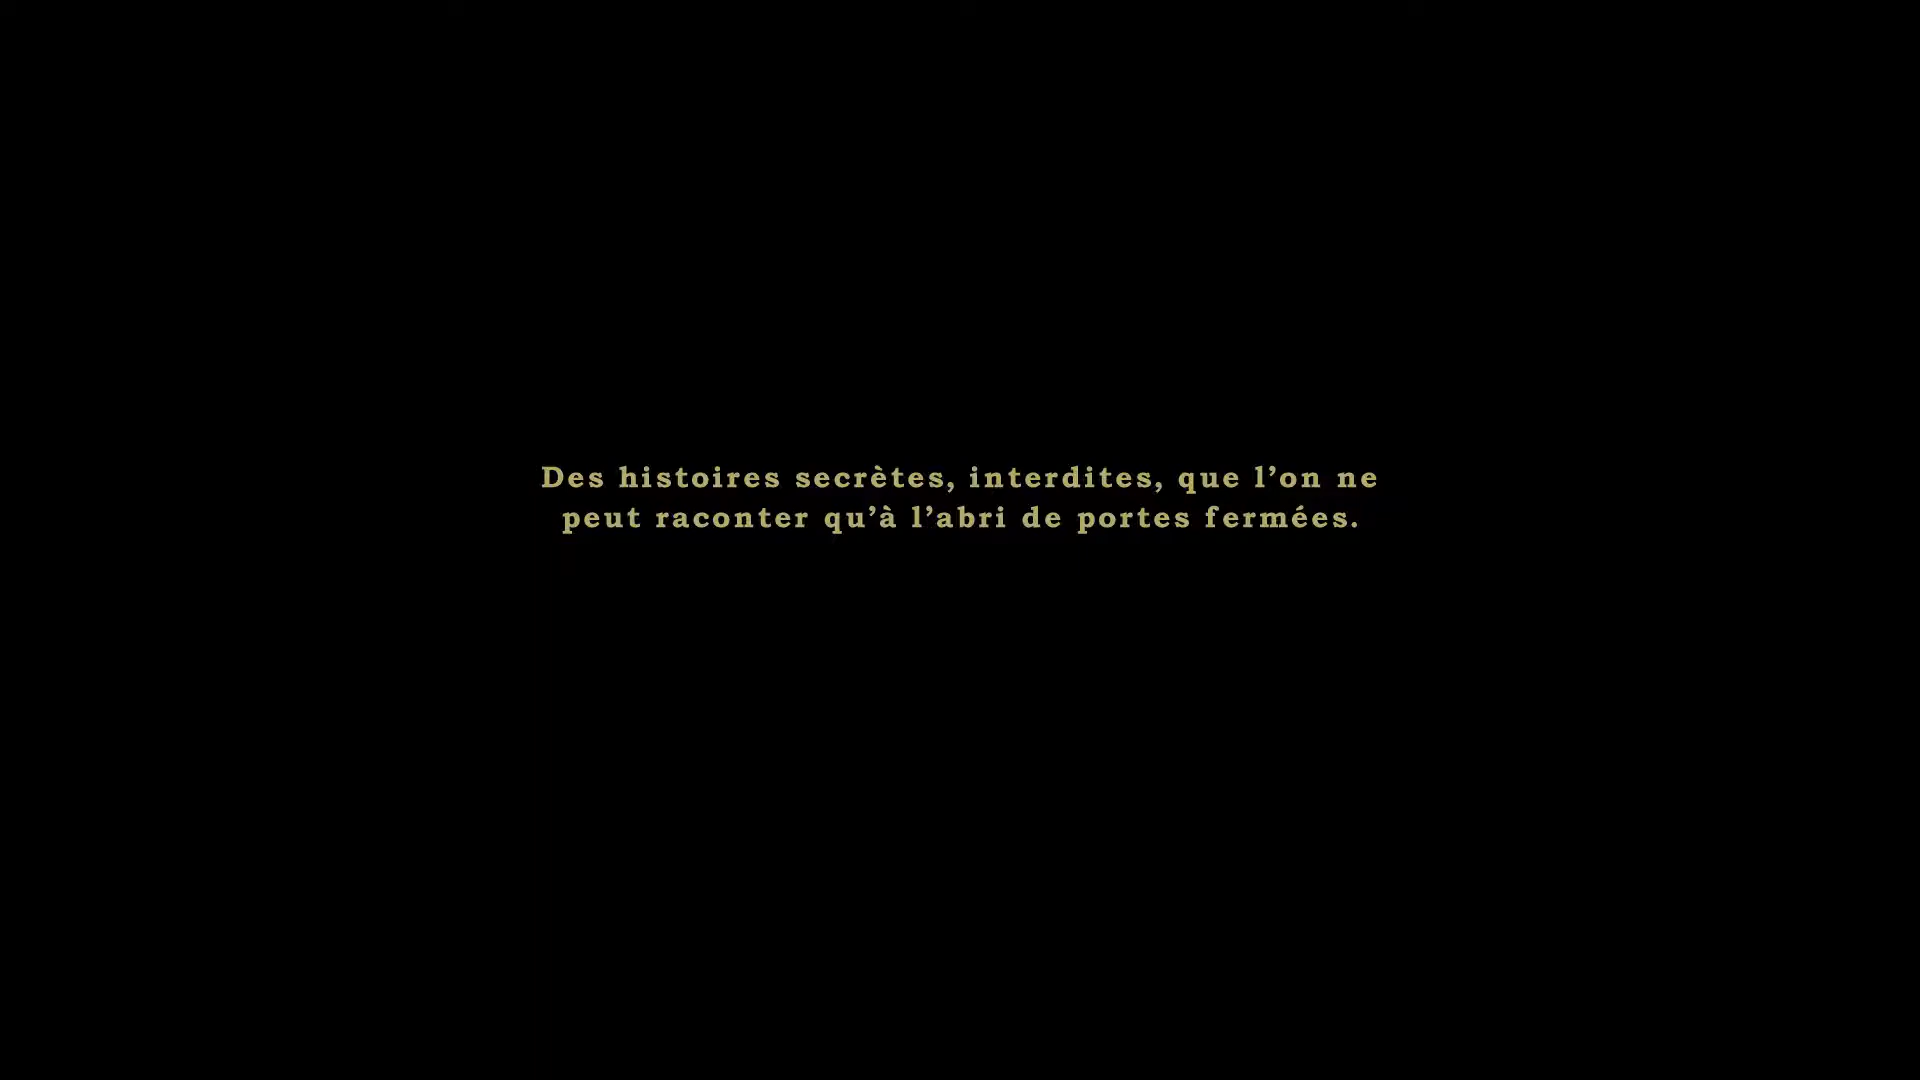 Des histoires secrètes, interdites, que l’on ne
peut raconter qu’à l’abri de portes fermées.